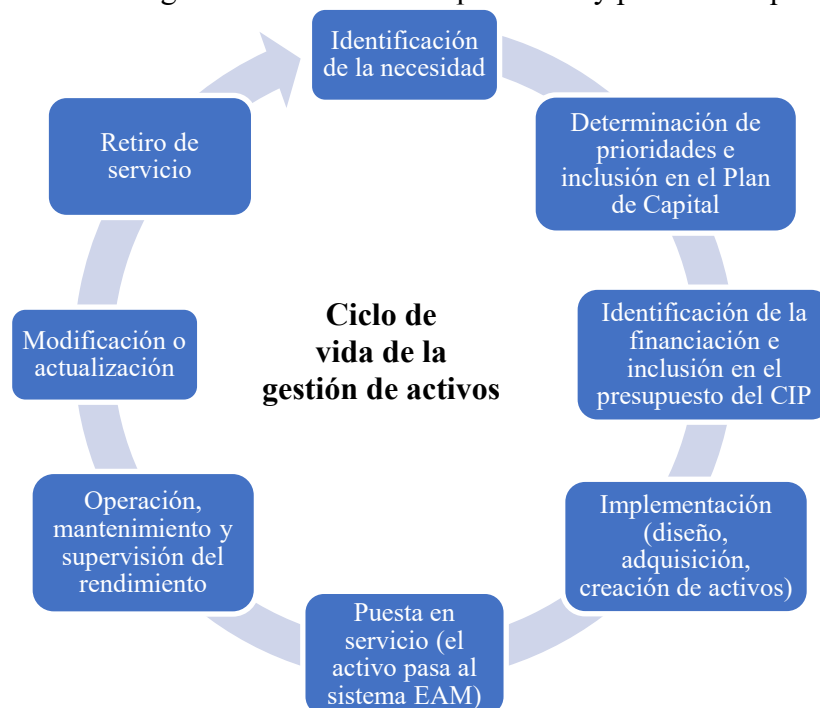 Identificación
de la necesidad
Determinación de
prioridades e
inclusión en el Plan
de Capital
Identificación de la
financiación e
inclusión en el
presupuesto del CIP
Implementación
(diseño,
adquisición,
creación de activos)
Puesta en
servicio (el
activo pasa al
sistema EAM)
Operación,
mantenimiento y
supervisión del
rendimiento
Modificación o
actualización
Retiro de
servicio
Ciclo de
vida de la
gestión de activos